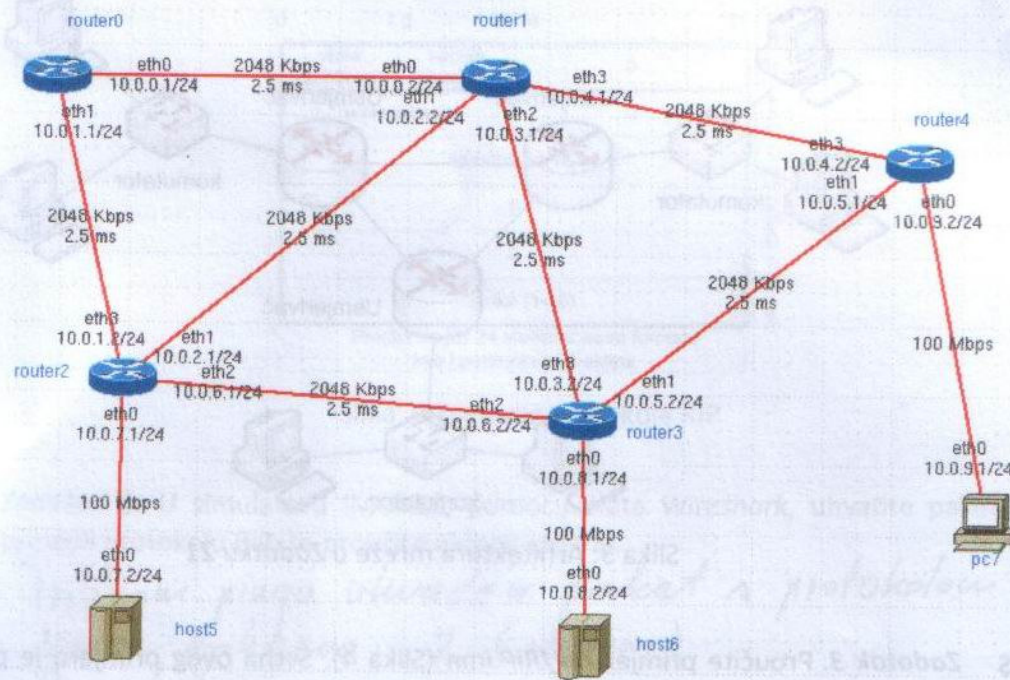 router0
router1
eth0
10.0.0.1/24
2048 Kbps
2.5 ms
eth0
10.0.0.2/24
eth1
10.0.1.1/24
eth1
10.0.2.2/24
eth2
10.0.3.1/24
eth3
10.0.4.1/24
2048 Kbps
2.5 ms
router4
eth3
10.0.4.2/24
eth1
10.0.5.1/24
eth0
10.0.9.2/24
2048 Kbps
2.5 ms
2048 Kbps
2.5 ms
2048 Kbps
2.5 ms
2048 Kbps
2.5 ms
100 Mbps
eth3
10.0.1.2/24
router2
eth1
10.0.2.1/24
eth2
10.0.6.1/24
2048 Kbps
2.5 ms
eth2
10.0.6.2/24
eth3
10.0.3.2/24
eth1
10.0.5.2/24
router3
eth0
10.0.7.1/24
eth0
10.0.8.1/24
eth0
10.0.9.1/24
pc7
100 Mbps
100 Mbps
eth0
10.0.7.2/24
host5
eth0
10.0.8.2/24
host6
Zadatak 3. Proučite